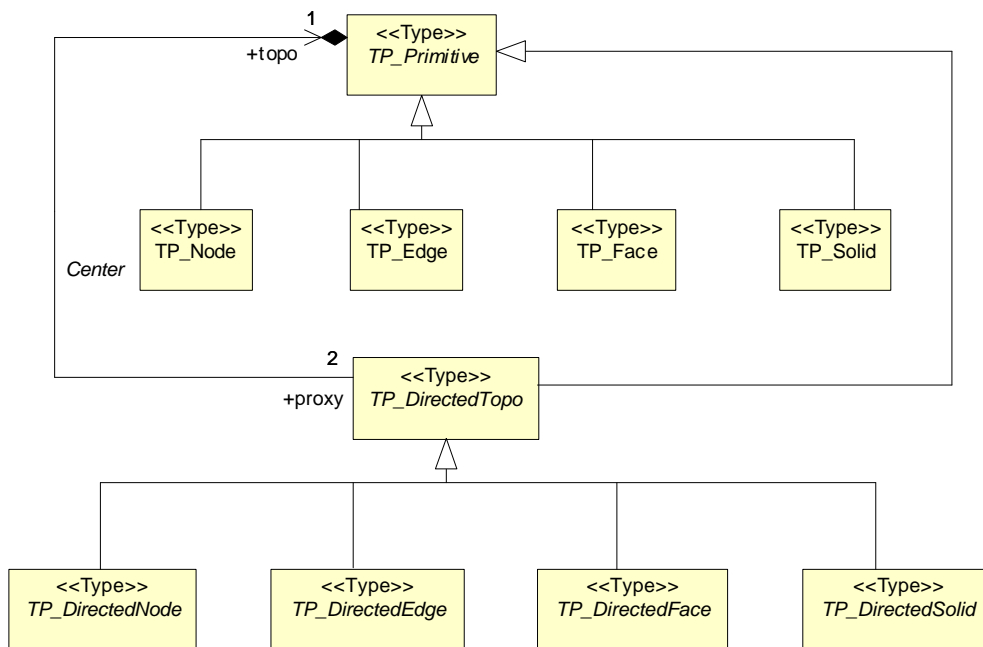 1
+topo
<<Type>>
TP_Primitive
<<Type>>
TP_Node
<<Type>>
TP_Edge
<<Type>>
TP_Face
<<Type>>
TP_Solid
Center
2
+proxy
<<Type>>
TP_DirectedTopo
<<Type>>
TP_DirectedNode
<<Type>>
TP_DirectedEdge
<<Type>>
TP_DirectedFace
<<Type>>
TP_DirectedSolid